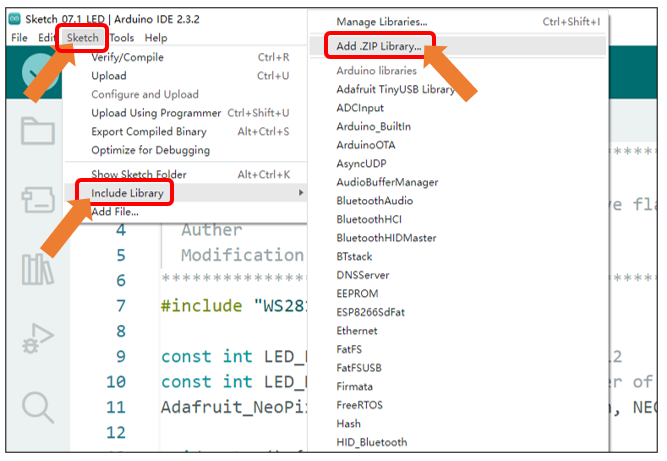 Sketch_07.1_LED | Arduino IDE 2.3.2
File Edit Sketch Tools Help
Verify/Compile Ctrl+R
Upload Ctrl+U
Configure and Upload
Upload Using Programmer Ctrl+Shift+U
Export Compiled Binary Alt+Ctrl+S
Optimize for Debugging
Show Sketch Folder Alt+Ctrl+K
Include Library
Add File...
Manage Libraries... Ctrl+Shift+I
Add .ZIP Library...
Arduino libraries
Adafruit TinyUSB Library
ADCInput
Arduino_BuiltIn
ArduinoOTA
AsyncUDP
AudioBufferManager
BluetoothAudio
BluetoothHCI
BluetoothHIDMaster
BTstack
DNSServer
EEPROM
ESP8266SdFat
Ethernet
FatFS
FatFSUSB
Firmata
FreeRTOS
Hash
HID_Bluetooth
4 Auther
5 Modification
6 **************
7 #include "WS28
8
9 const int LED_ 2
10 const int LED_ er of
11 Adafruit_NeoPi , NEO
12